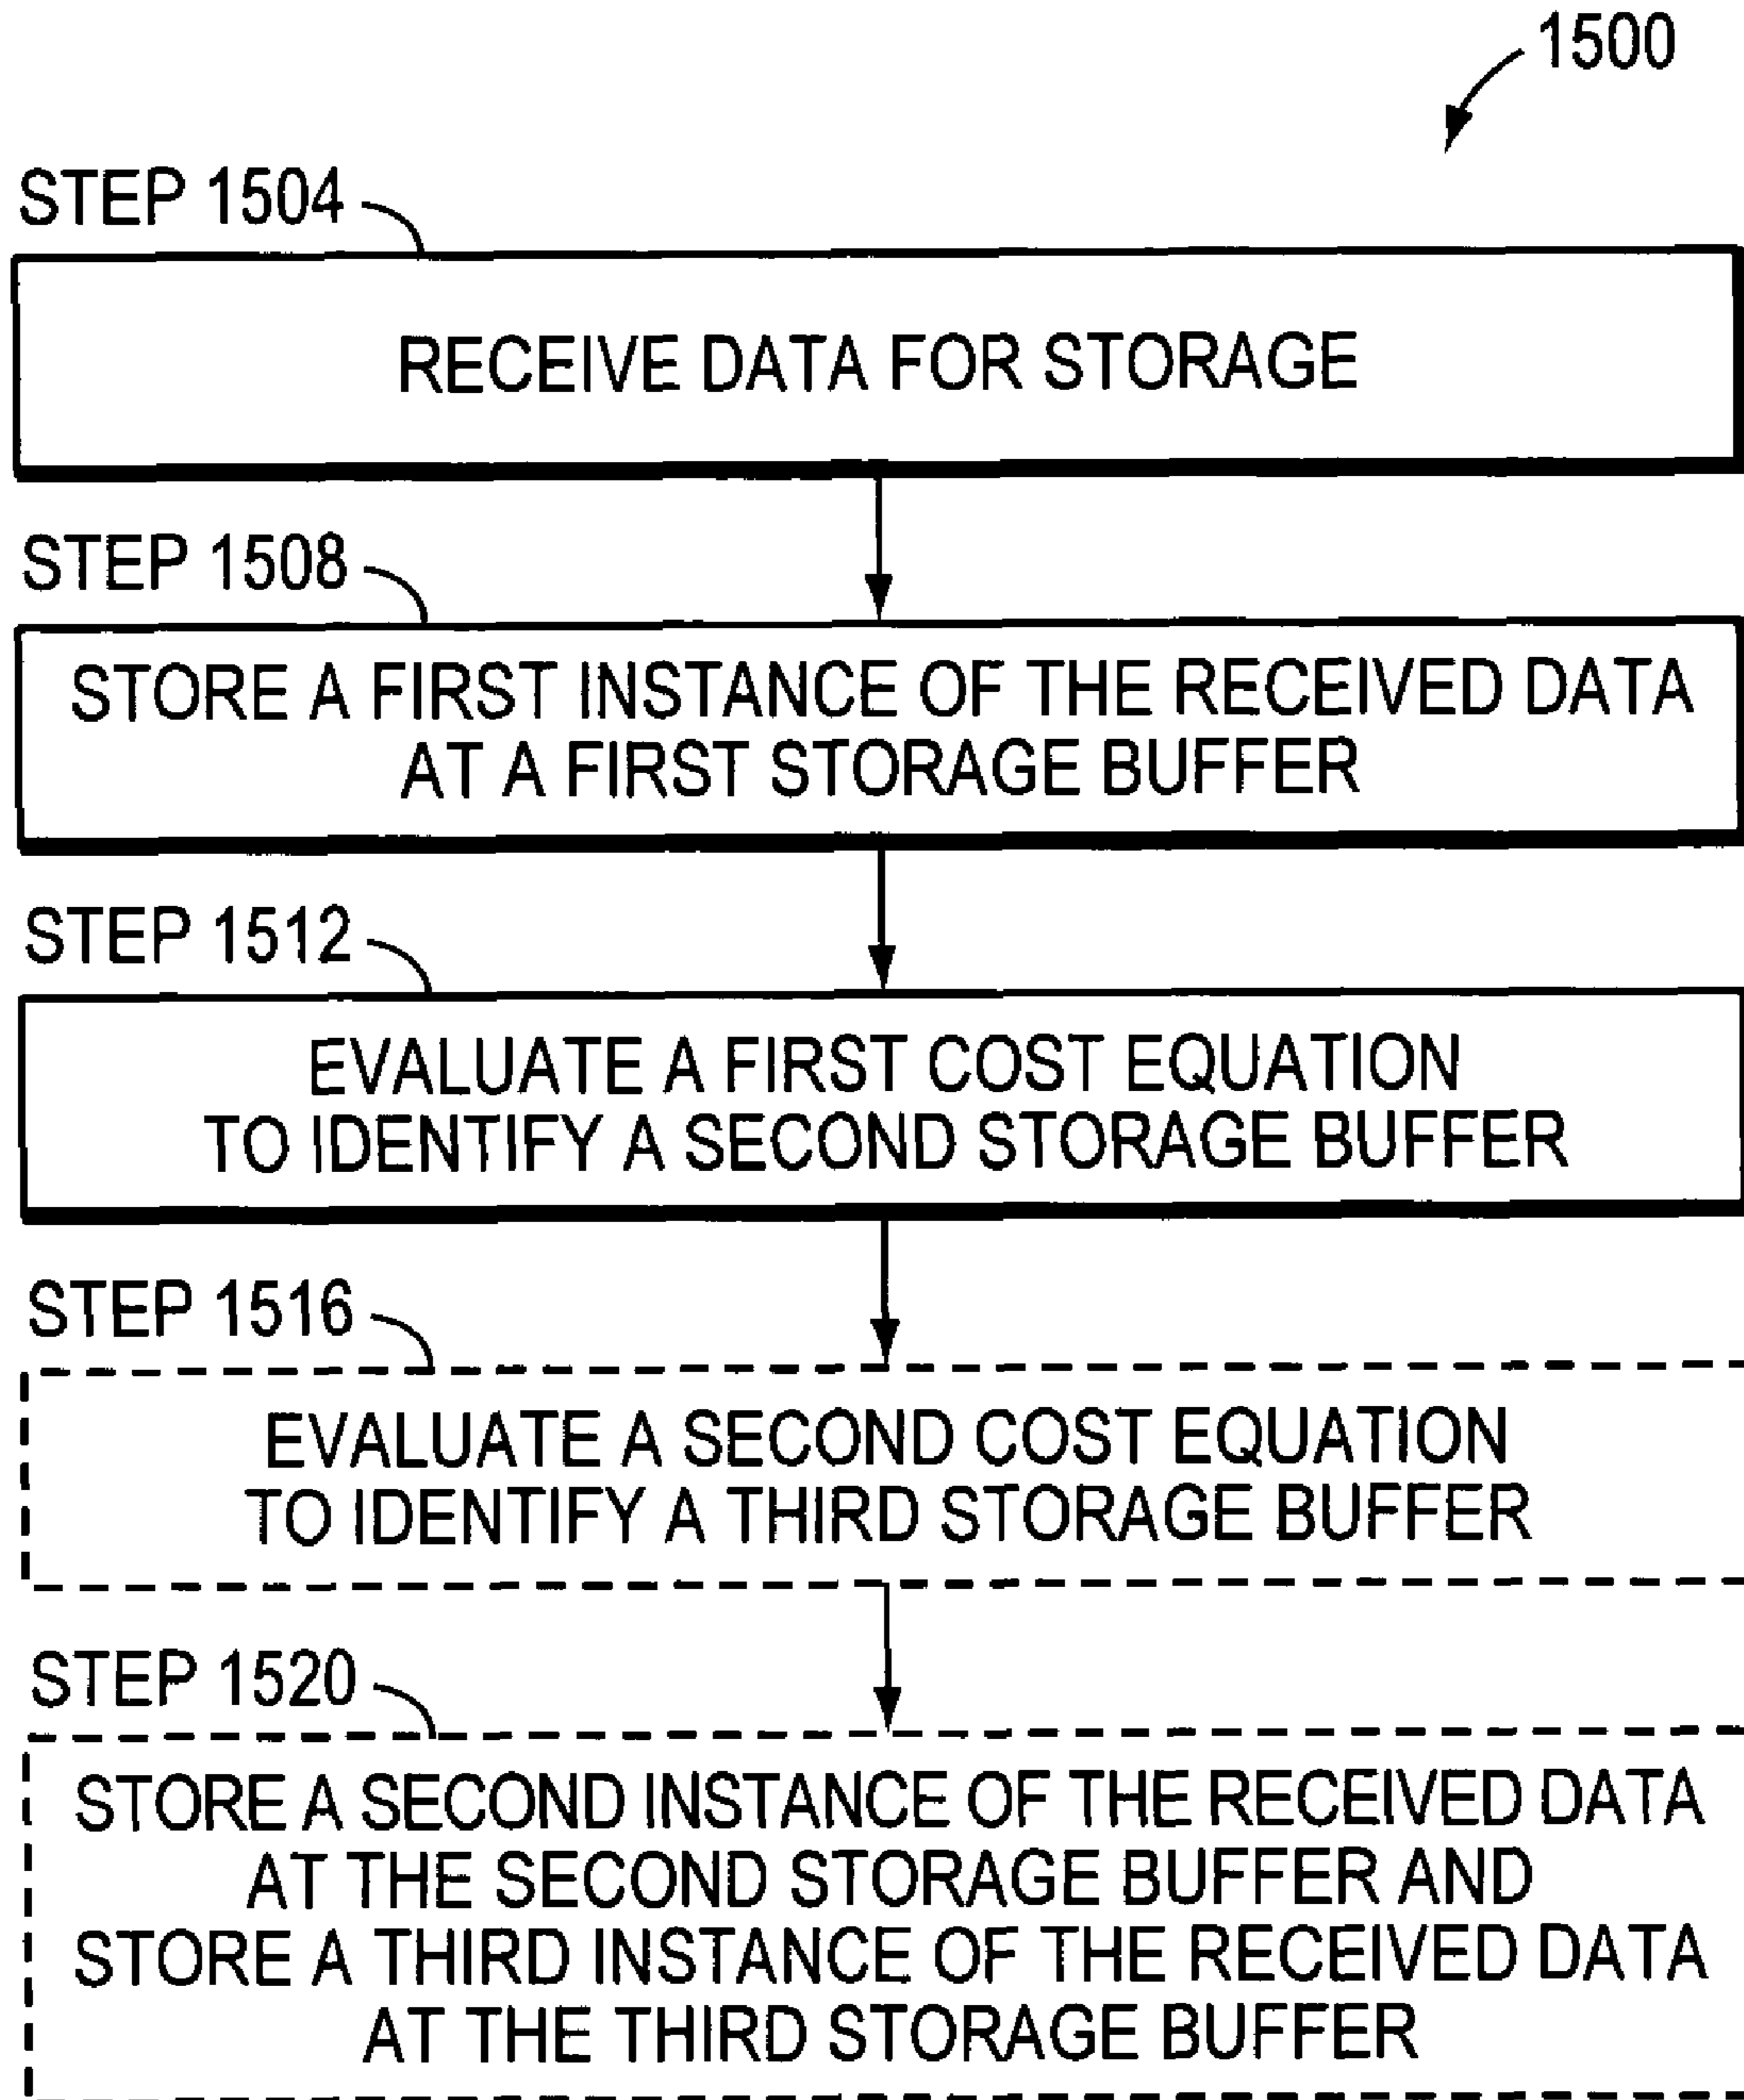 1500
STEP 1504
RECEIVE DATA FOR STORAGE
STEP 1508
STORE A FIRST INSTANCE OF THE RECEIVED DATA
AT A FIRST STORAGE BUFFER
STEP 1512
EVALUATE A FIRST COST EQUATION
TO IDENTIFY A SECOND STORAGE BUFFER
STEP 1516
EVALUATE A SECOND COST EQUATION
TO IDENTIFY A THIRD STORAGE BUFFER
STEP 1520
STORE A SECOND INSTANCE OF THE RECEIVED DATA
AT THE SECOND STORAGE BUFFER AND
STORE A THIRD INSTANCE OF THE RECEIVED DATA
AT THE THIRD STORAGE BUFFER